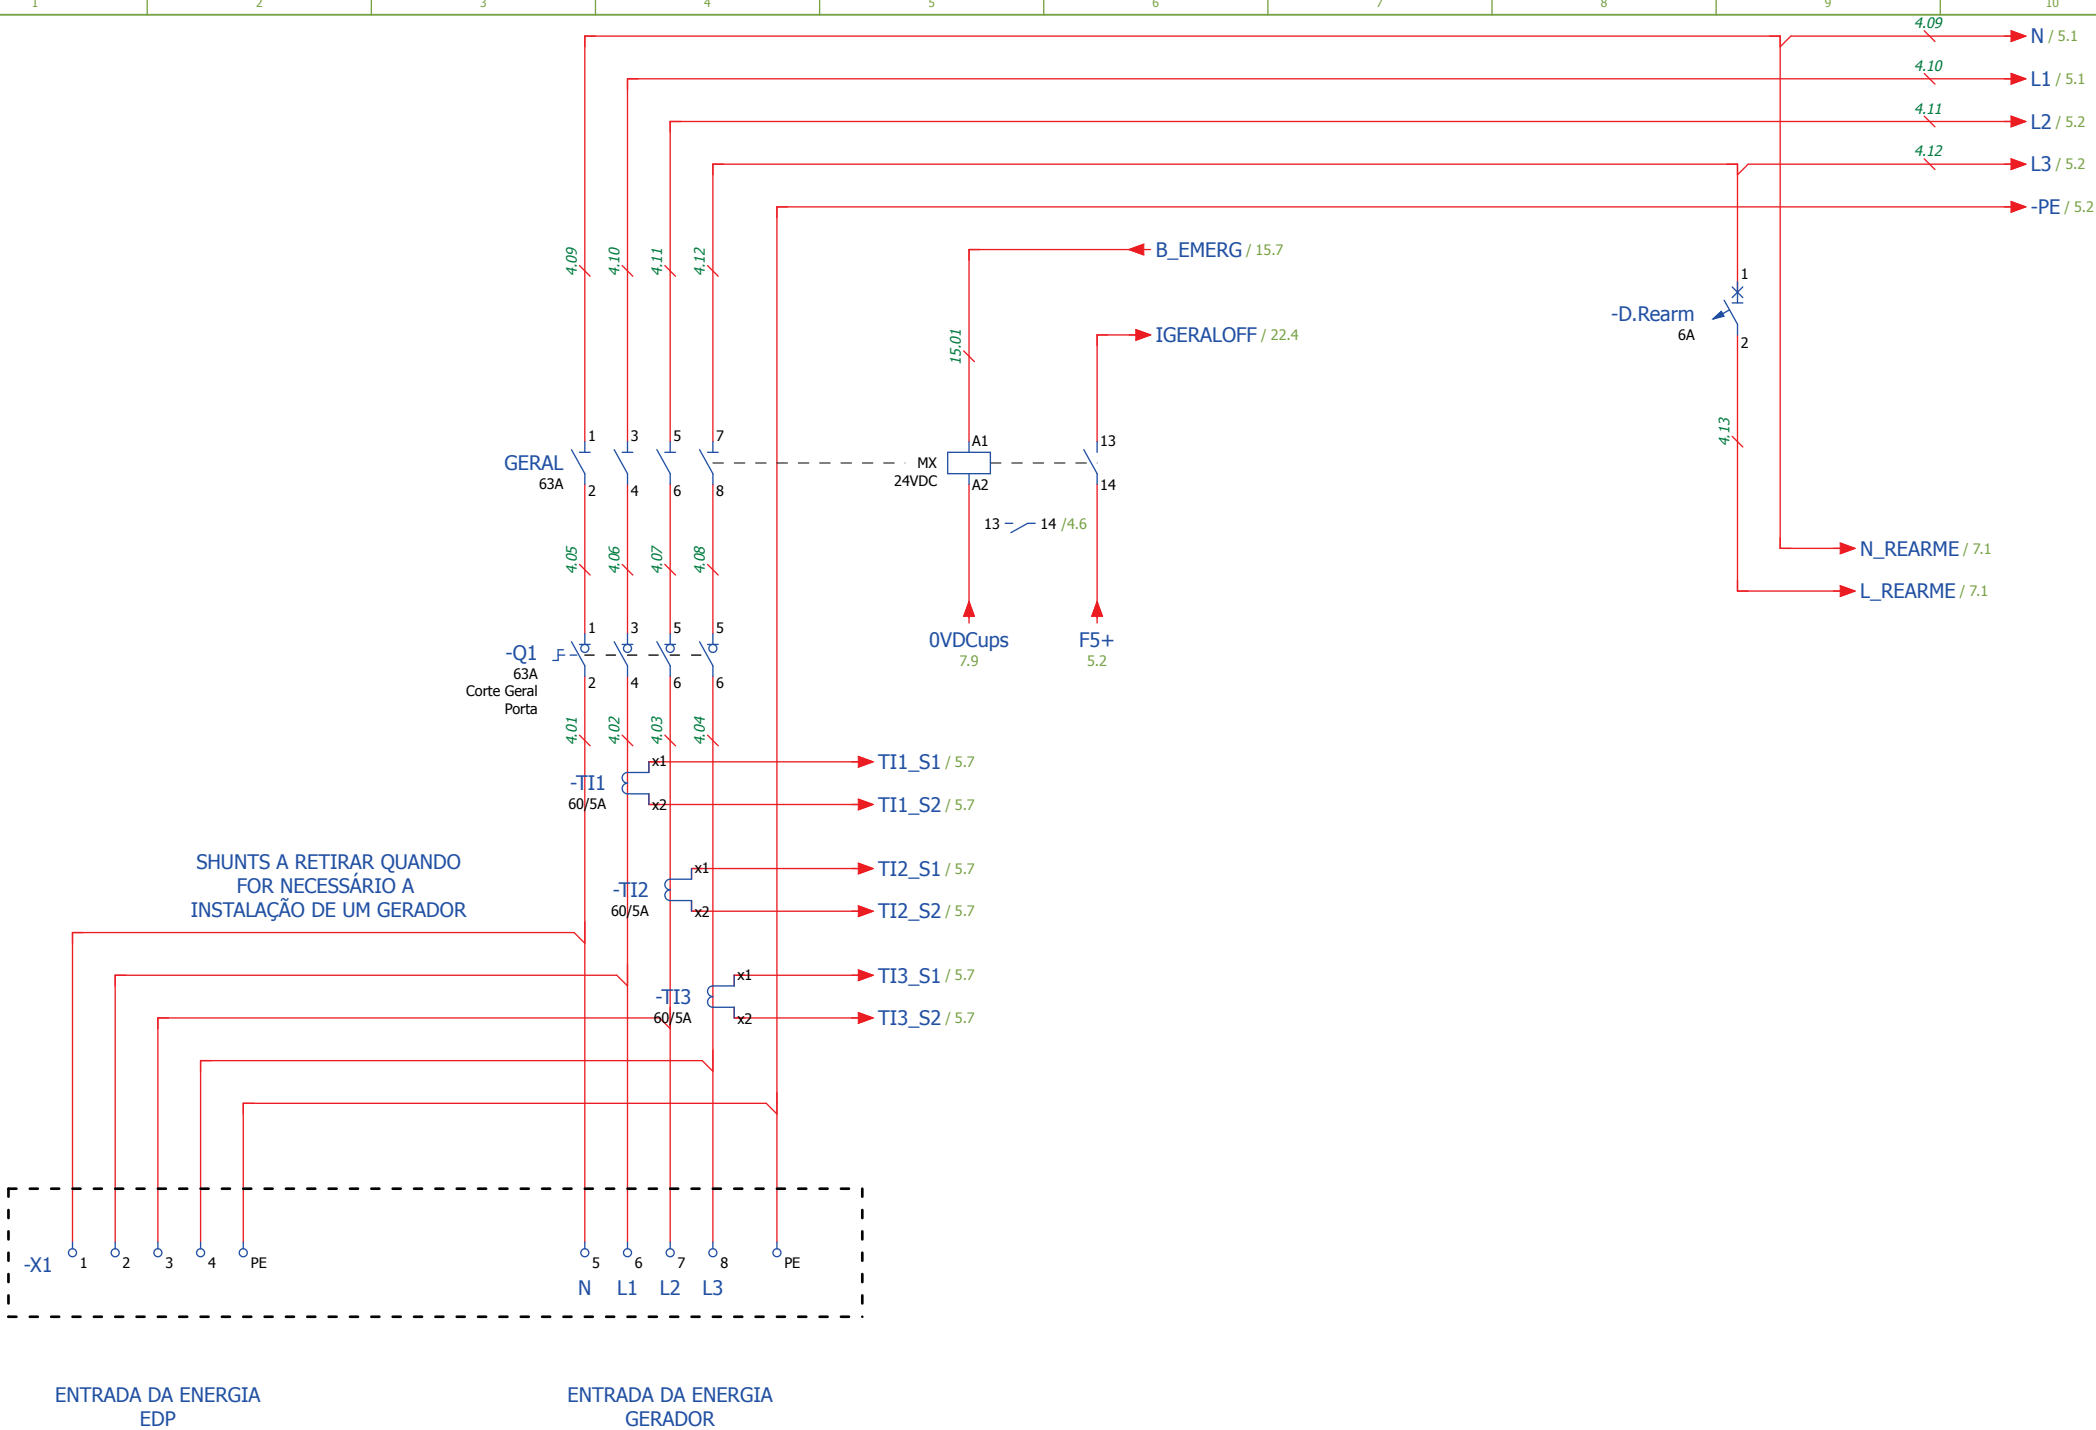 1 2 3 4 5 6 7 8 9 10
4.09 N / 5.1
4.10 L1 / 5.1
4.11 L2 / 5.2
4.12 L3 / 5.2
-PE / 5.2
4.09 4.10 4.11 4.12
B_EMERG / 15.7
15.01
IGERALOFF / 22.4
1
-D.Rearm
6A
2
4.13
1 3 5 7
GERAL
63A
2 4 6 8
A1
MX
24VDC
A2
13
14
13 14 /4.6
N_REARME / 7.1
L_REARME / 7.1
4.05 4.06 4.07 4.08
0VDCups
7.9
F5+
5.2
1 3 5 5
-Q1
63A
Corte Geral
Porta
2 4 6 6
4.01 4.02 4.03 4.04
x1 TI1_S1 / 5.7
-TI1
60/5A
x2 TI1_S2 / 5.7
SHUNTS A RETIRAR QUANDO
FOR NECESSÁRIO A
INSTALAÇÃO DE UM GERADOR
x1 TI2_S1 / 5.7
-TI2
60/5A
x2 TI2_S2 / 5.7
x1 TI3_S1 / 5.7
-TI3
60/5A
x2 TI3_S2 / 5.7
-X1 1 2 3 4 PE 5 6 7 8 PE
N L1 L2 L3
ENTRADA DA ENERGIA
EDP
ENTRADA DA ENERGIA
GERADOR